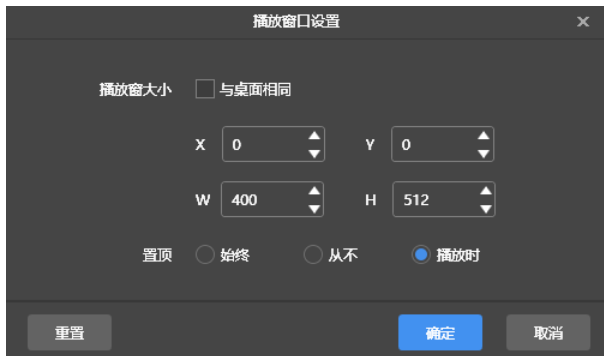 播放窗口设置
播放窗大小 与桌面相同
X 0 Y 0
W 400 H 512
置顶 始终 从不 播放时
重置 确定 取消